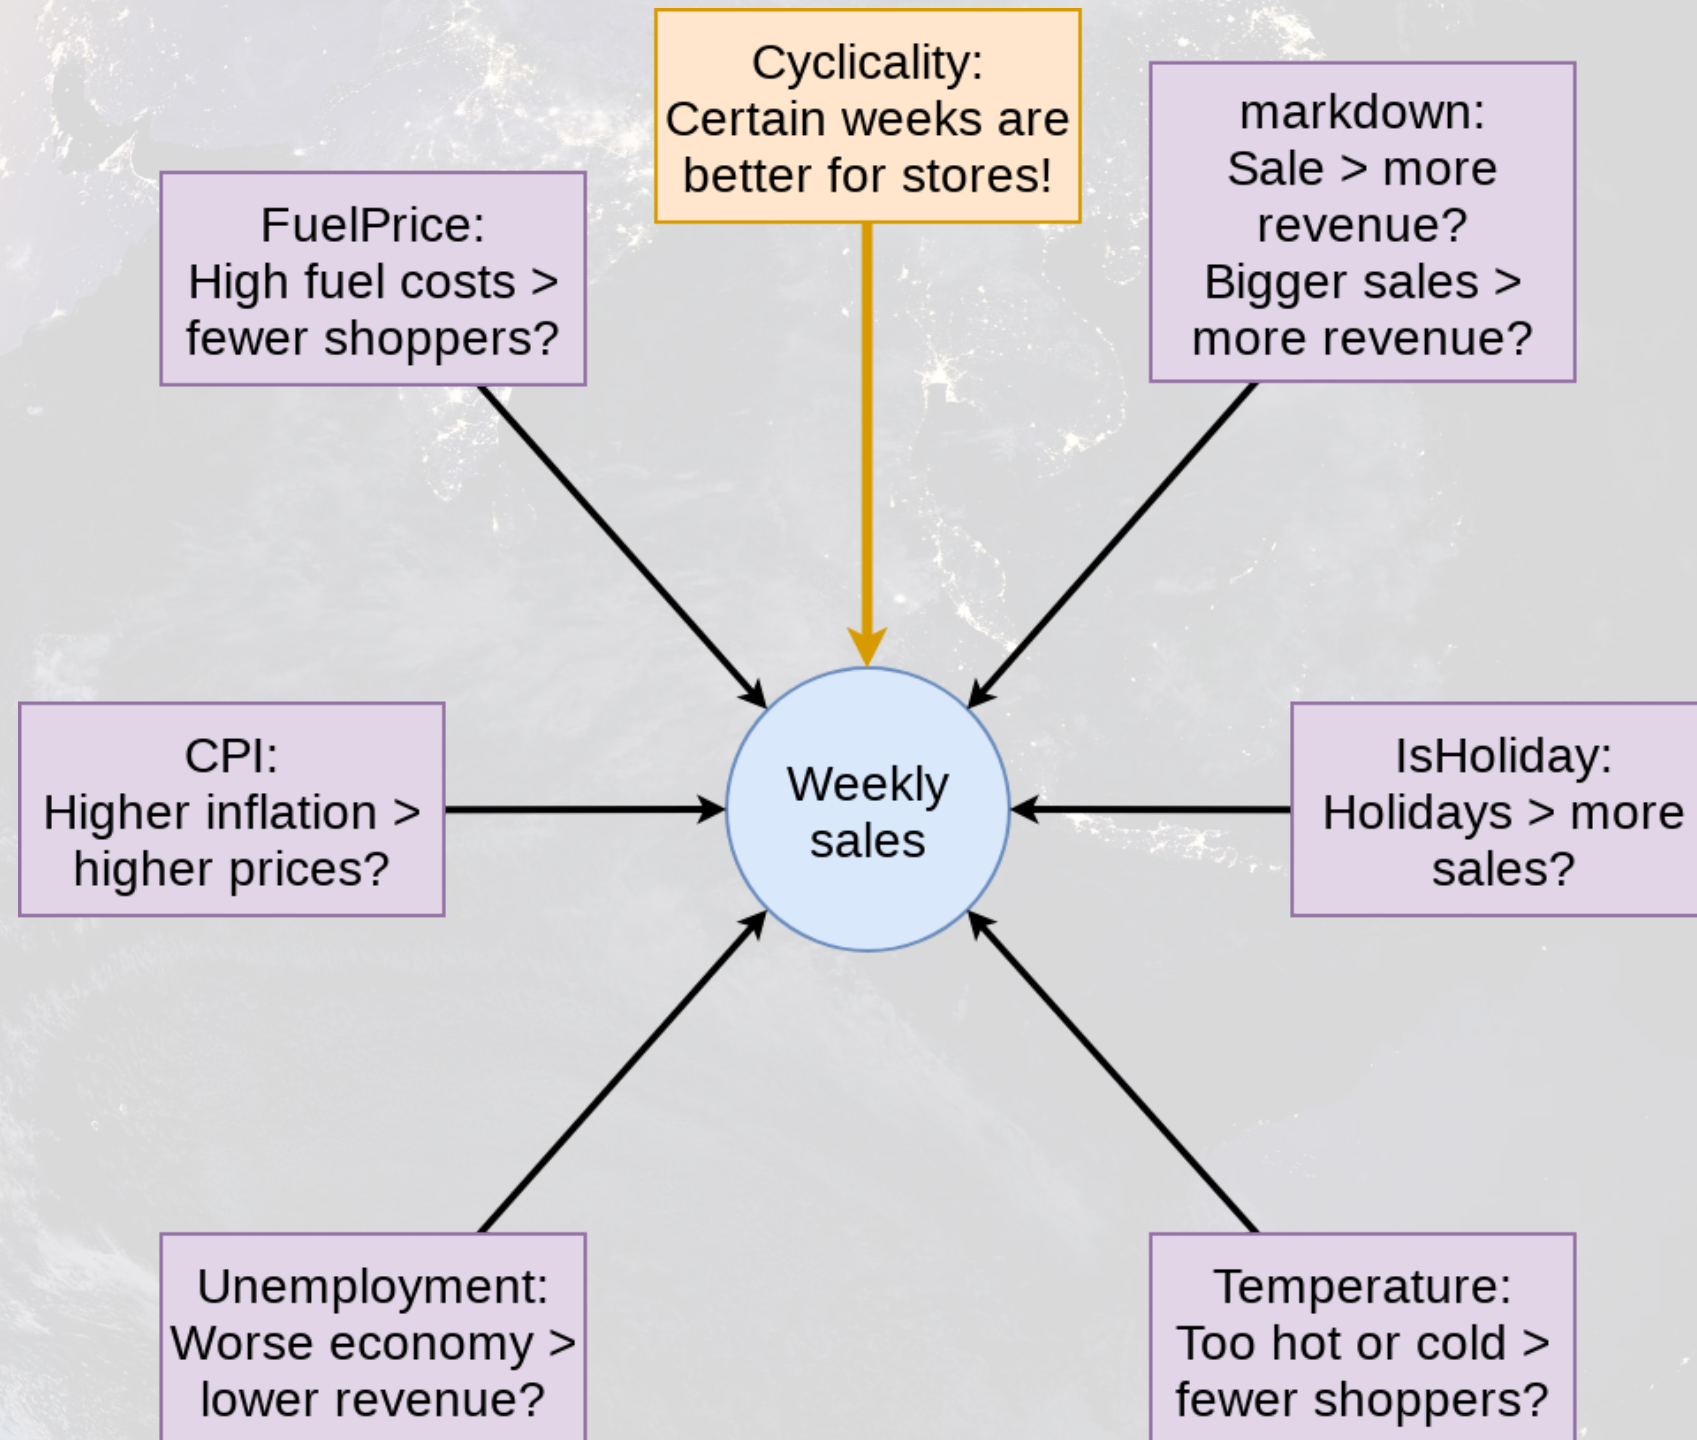 Cyclicality:
Certain weeks are
better for stores!
markdown:
Sale > more
revenue?
Bigger sales >
more revenue?
FuelPrice:
High fuel costs >
fewer shoppers?
CPI:
Higher inflation >
higher prices?
Weekly
sales
IsHoliday:
Holidays > more
sales?
Unemployment:
Worse economy >
lower revenue?
Temperature:
Too hot or cold >
fewer shoppers?